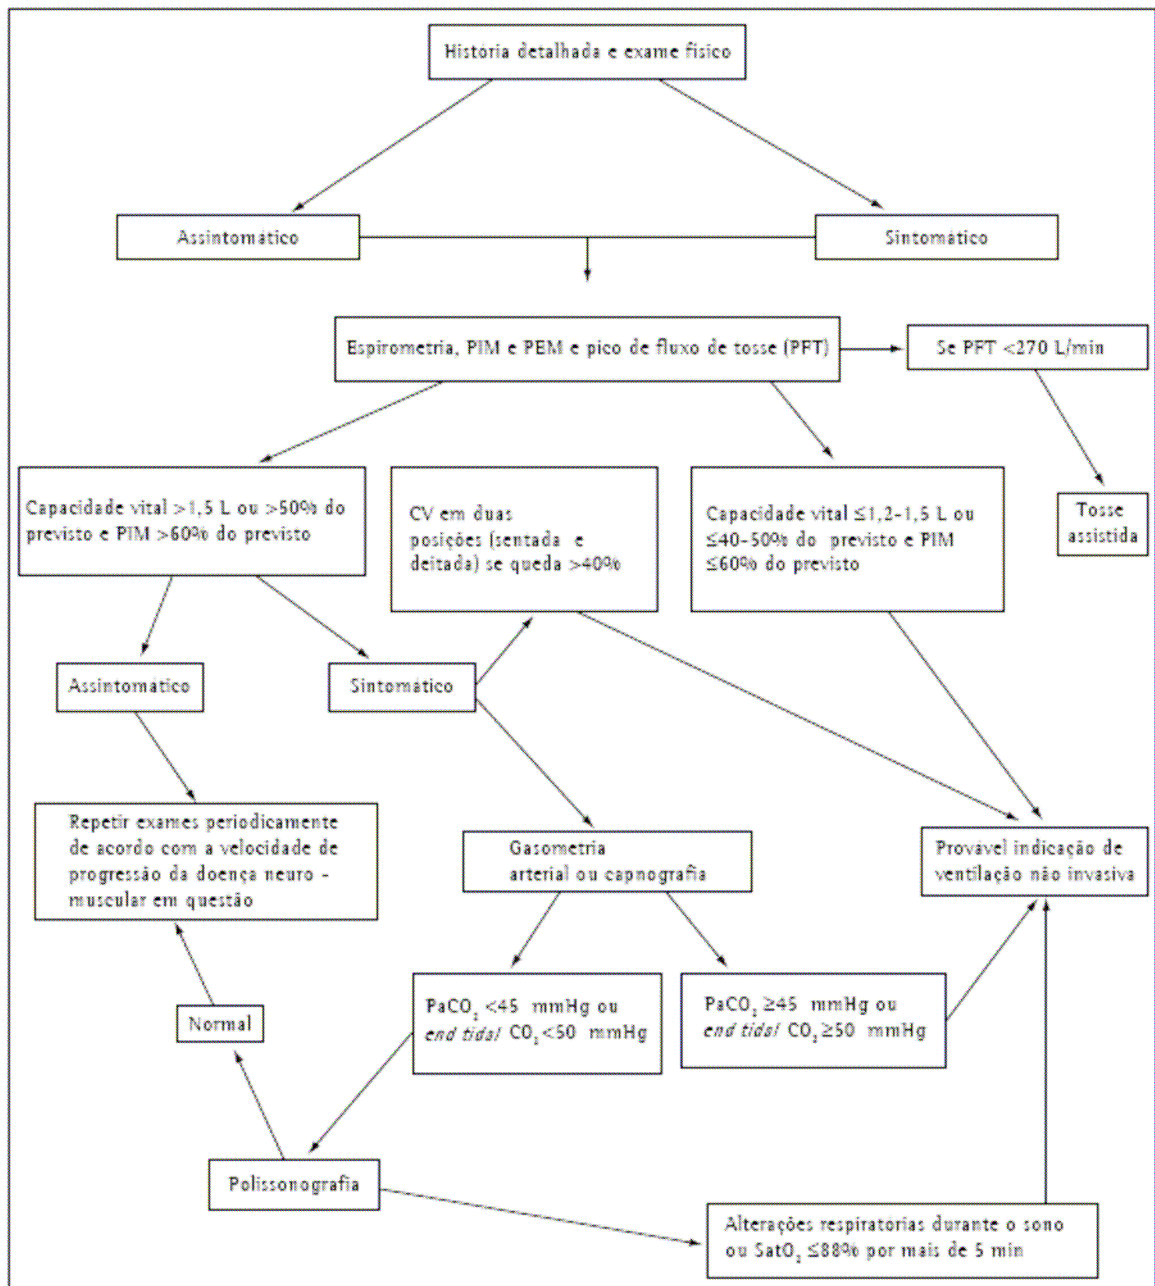 História detalhada e exame físico
Assintomático
Sintomático
Espirometria, PIM e PEM e pico de fluxo de tosse (PFT)
Se PFT <270 L/min
Capacidade vital >1,5 L ou >50% do
previsto e PIM >60% do previsto
CV em duas
posições (sentada e
deitada) se queda >40%
Capacidade vital ≤1,2-1,5 L ou
≤40-50% do previsto e PIM
≤60% do previsto
Tosse
assistida
Assintomático
Sintomático
Repetir exames periodicamente
de acordo com a velocidade de
progressão da doença neuro -
muscular em questão
Gasometria
arterial ou capnografia
Provável indicação de
ventilação não invasiva
Normal
PaCO₂ <45 mmHg ou
end tidal CO₂ <50 mmHg
PaCO₂ ≥45 mmHg ou
end tidal CO₂ ≥50 mmHg
Polissonografia
Alterações respiratórias durante o sono
ou SatO₂ ≤88% por mais de 5 min